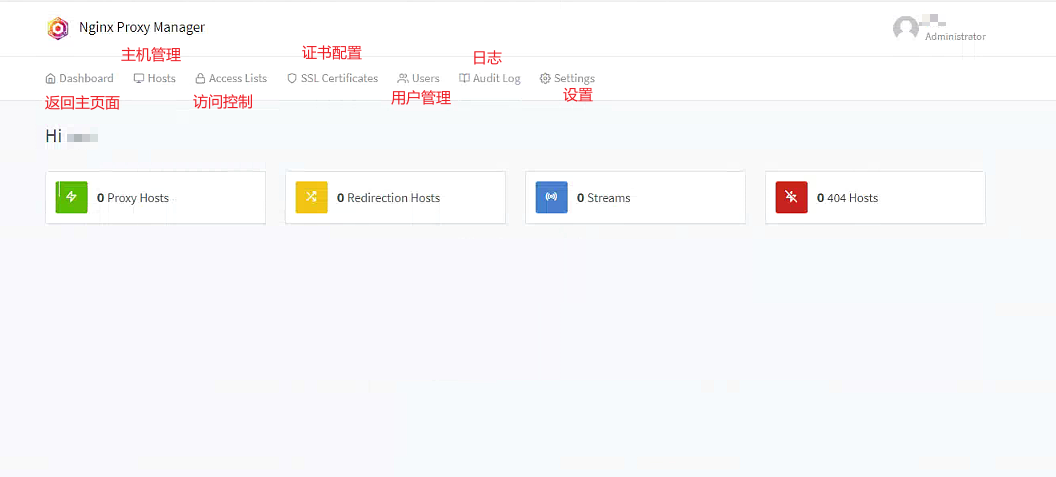 Nginx Proxy Manager
Administrator
主机管理 证书配置 日志
Dashboard Hosts Access Lists SSL Certificates Users Audit Log Settings
返回主页面 访问控制 用户管理 设置
Hi
0 Proxy Hosts 0 Redirection Hosts 0 Streams 0 404 Hosts